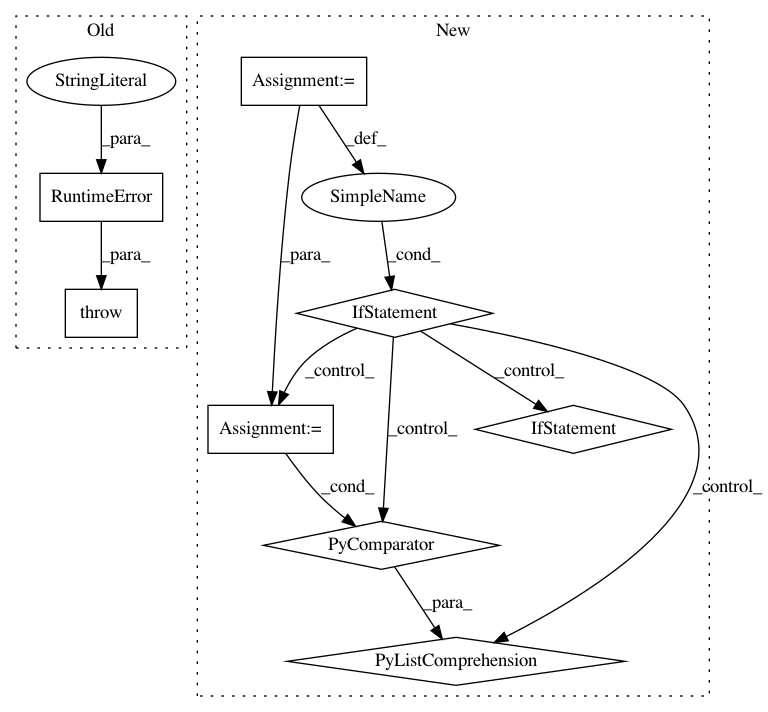 Old
New
StringLiteral
Assignment:=
_para_
_def_
RuntimeError
SimpleName
_para_
_para_
_cond_
throw
IfStatement
_control_
_control_
Assignment:=
_control_
IfStatement
_cond_
_control_
PyComparator
_para_
PyListComprehension